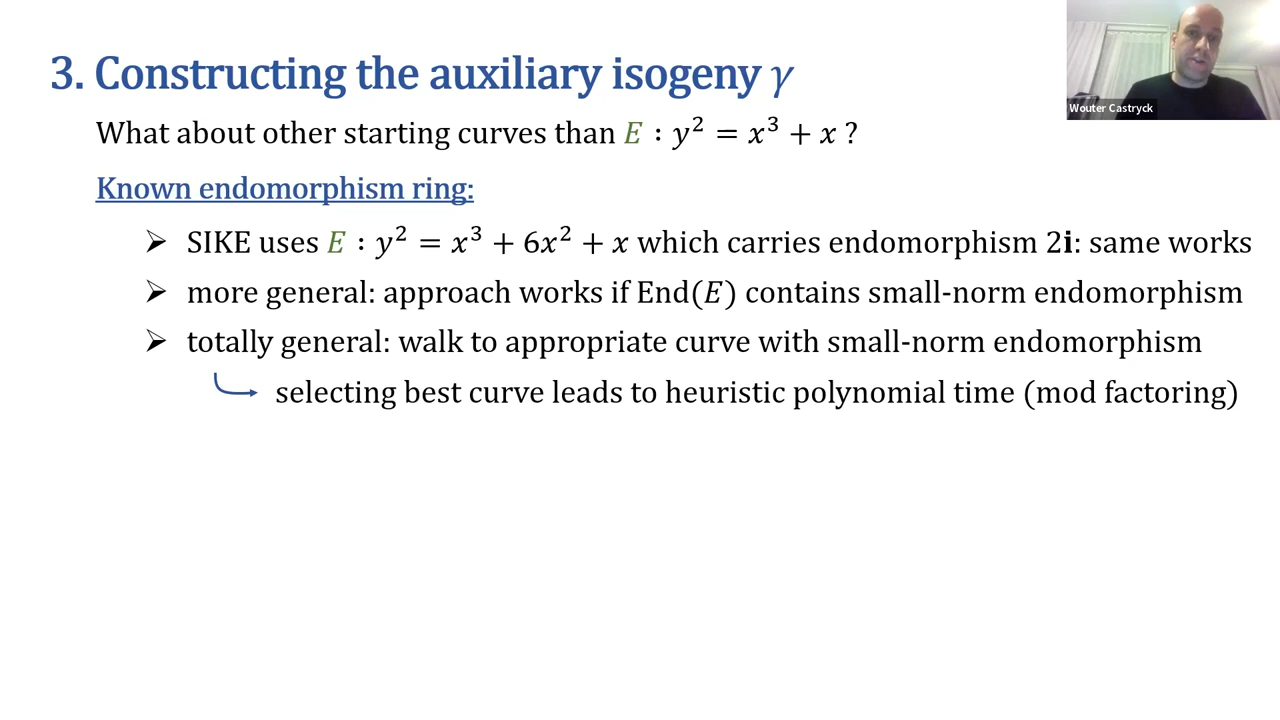 3. Constructing the auxiliary isogeny γ
Wouter Castryck
What about other starting curves than E : y² = x³ + x ?
Known endomorphism ring:
➢ SIKE uses E : y² = x³ + 6x² + x which carries endomorphism 2i: same works
➢ more general: approach works if End(E) contains small-norm endomorphism
➢ totally general: walk to appropriate curve with small-norm endomorphism
selecting best curve leads to heuristic polynomial time (mod factoring)